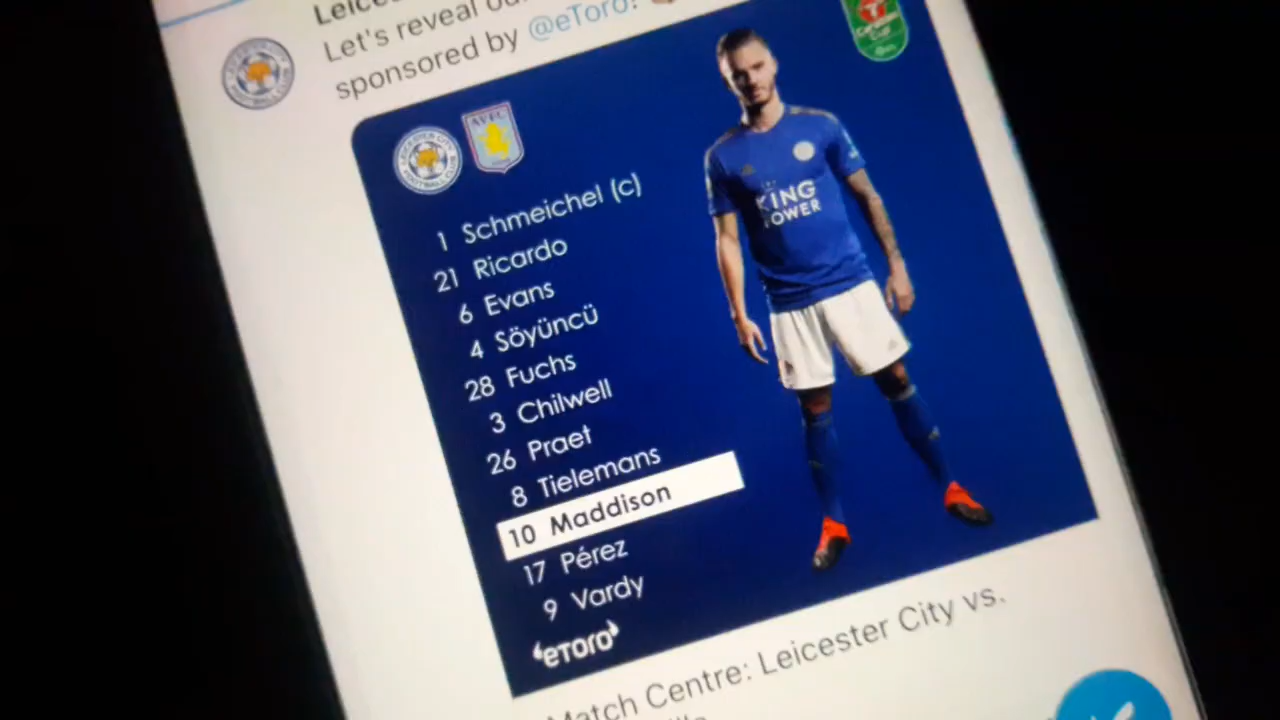 Let's reveal
sponsored by @eToro!
AVFC
KING
POWER
1 Schmeichel (c)
21 Ricardo
6 Evans
4 Söyüncü
28 Fuchs
3 Chilwell
26 Praet
8 Tielemans
10 Maddison
17 Pérez
9 Vardy
eToro
Match Centre: Leicester City vs.